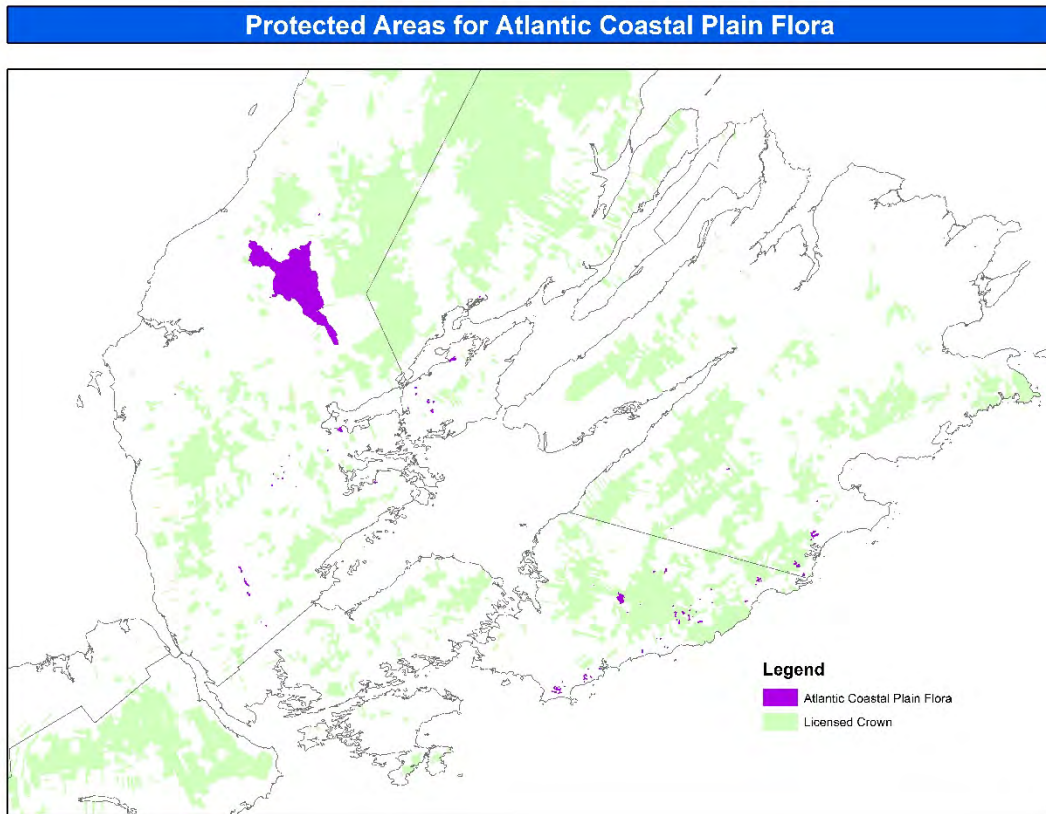 Protected Areas for Atlantic Coastal Plain Flora
Legend
Atlantic Coastal Plain Flora
Licensed Crown